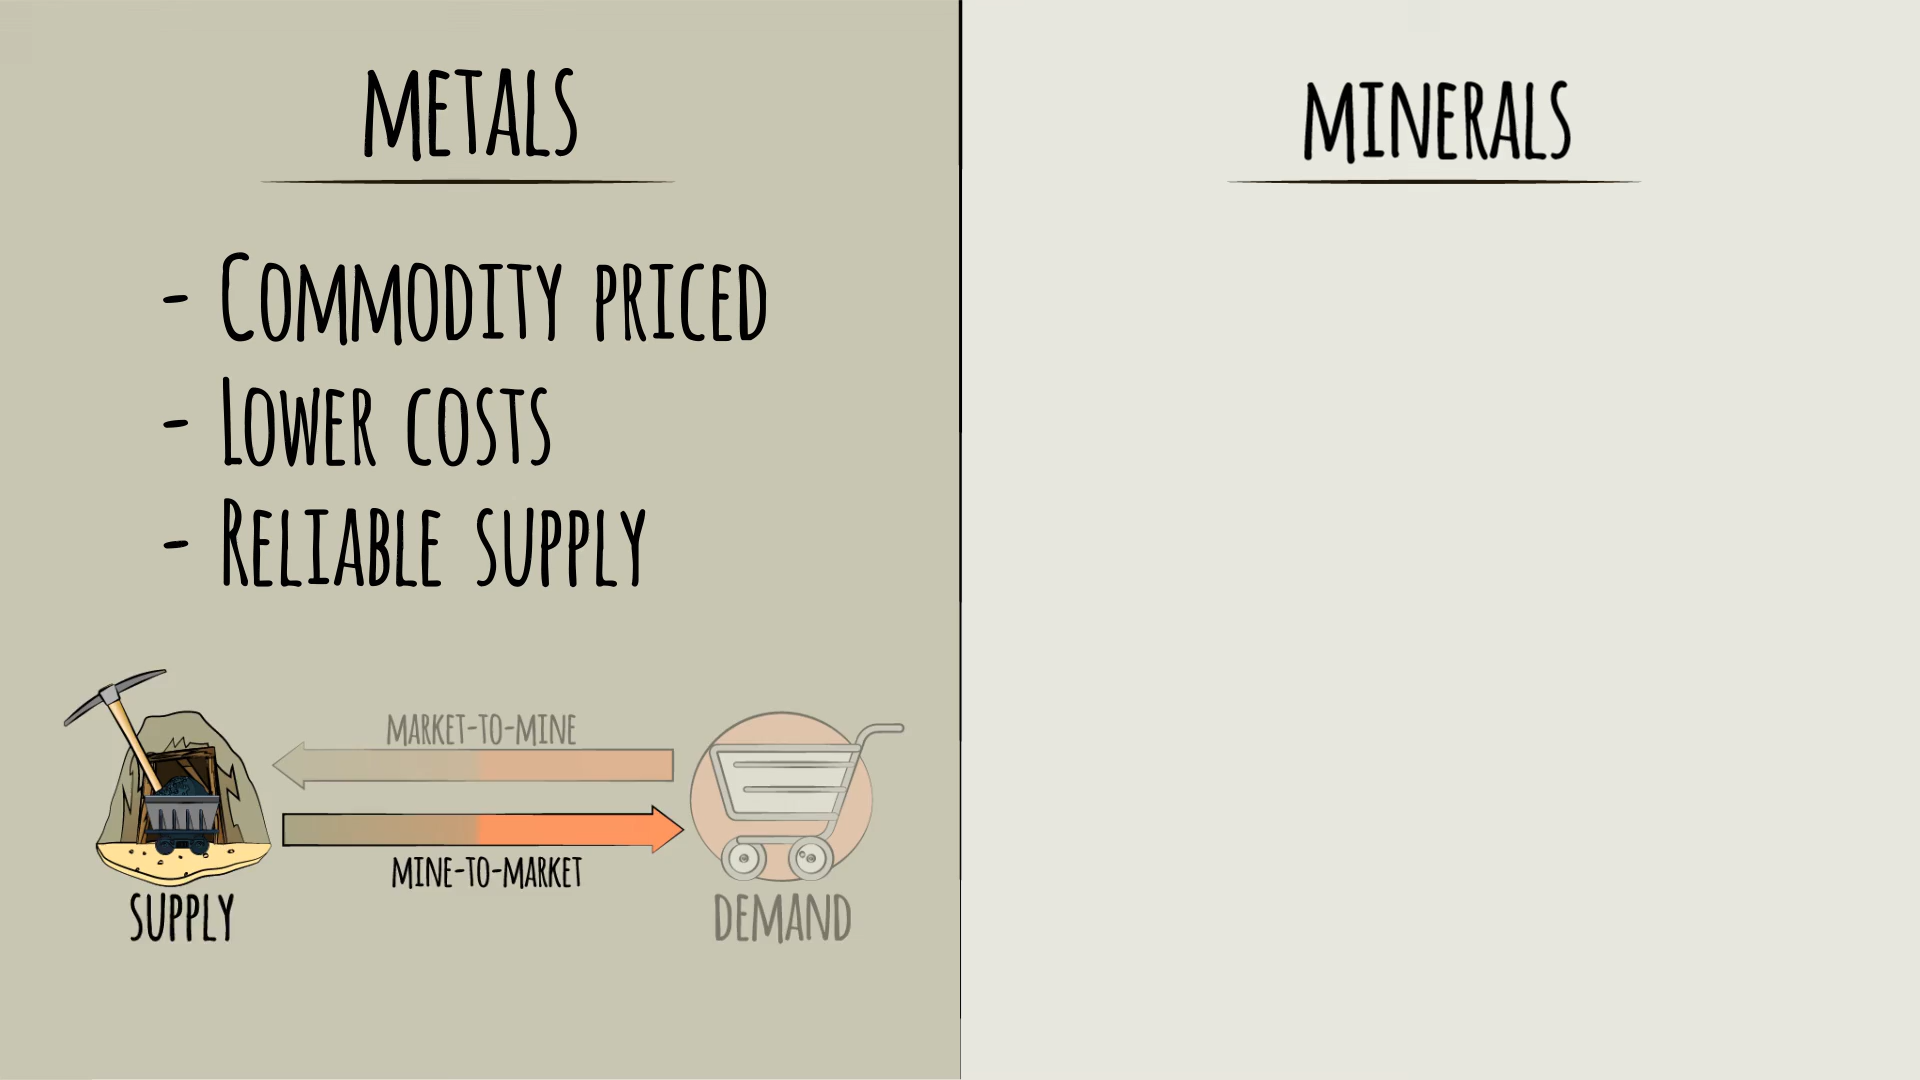 METALS
- COMMODITY PRICED
- LOWER COSTS
- RELIABLE SUPPLY
MARKET-TO-MINE
MINE-TO-MARKET
SUPPLY
DEMAND
MINERALS